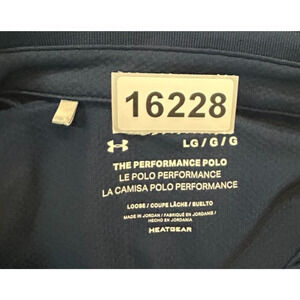 16228
LG / G / G
THE PERFORMANCE POLO
LE POLO PERFORMANCE
LA CAMISA POLO PERFORMANCE
LOOSE / COUPE LÂCHE / SUELTO
MADE IN JORDAN / FABRIQUÉ EN JORDANIE /
HECHO EN JORDANIA
HEATGEAR